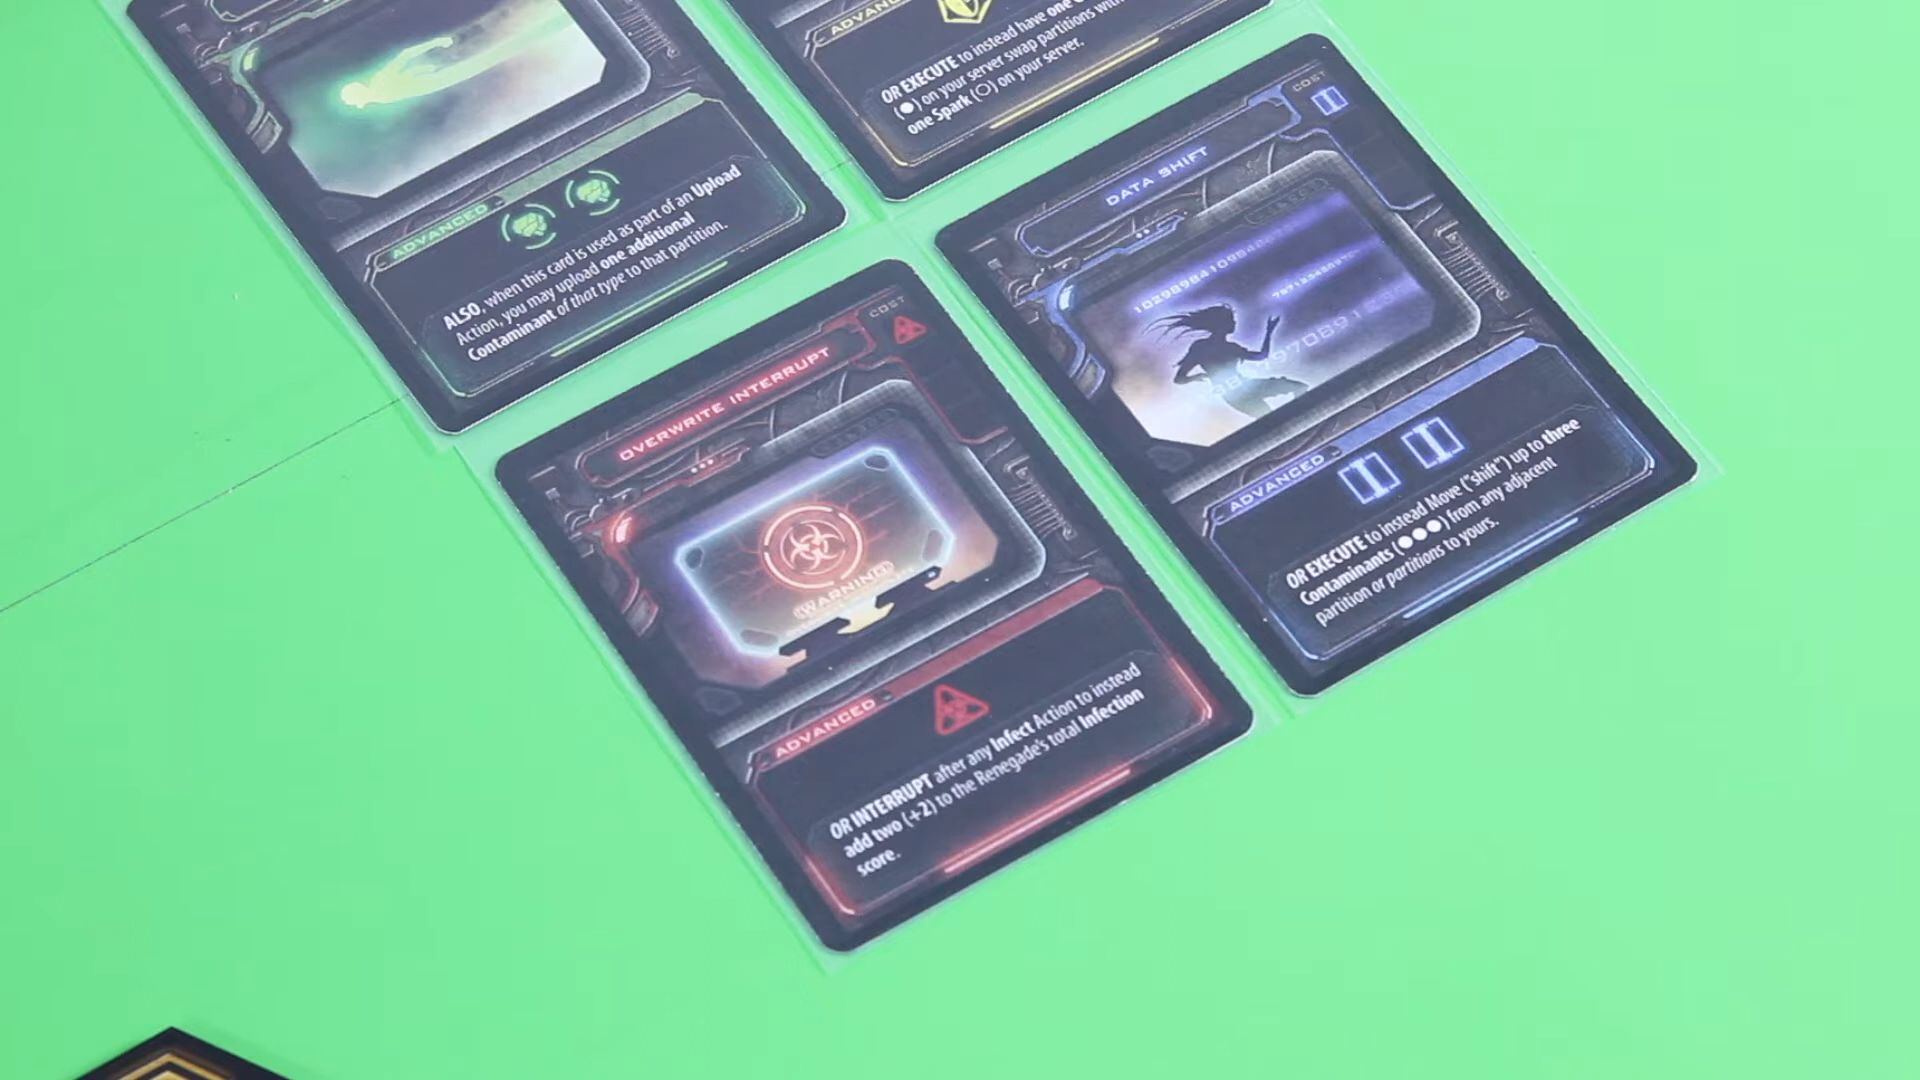 ADVANCED
ALSO, when this card is used as part of an Upload
Action, you may upload one additional
Contaminant of that type to that partition.
OR EXECUTE to instead have one
(●) on your server swap partitions with
one Spark (○) on your server.
COST
DATA SHIFT
ADVANCED
OR EXECUTE to instead Move ("shift") up to three
Contaminants (●●●) from any adjacent
partition or partitions to yours.
COST
OVERWRITE INTERRUPT
WARNING
ADVANCED
OR INTERRUPT after any Infect Action to instead
add two (+2) to the Renegade's total Infection
score.